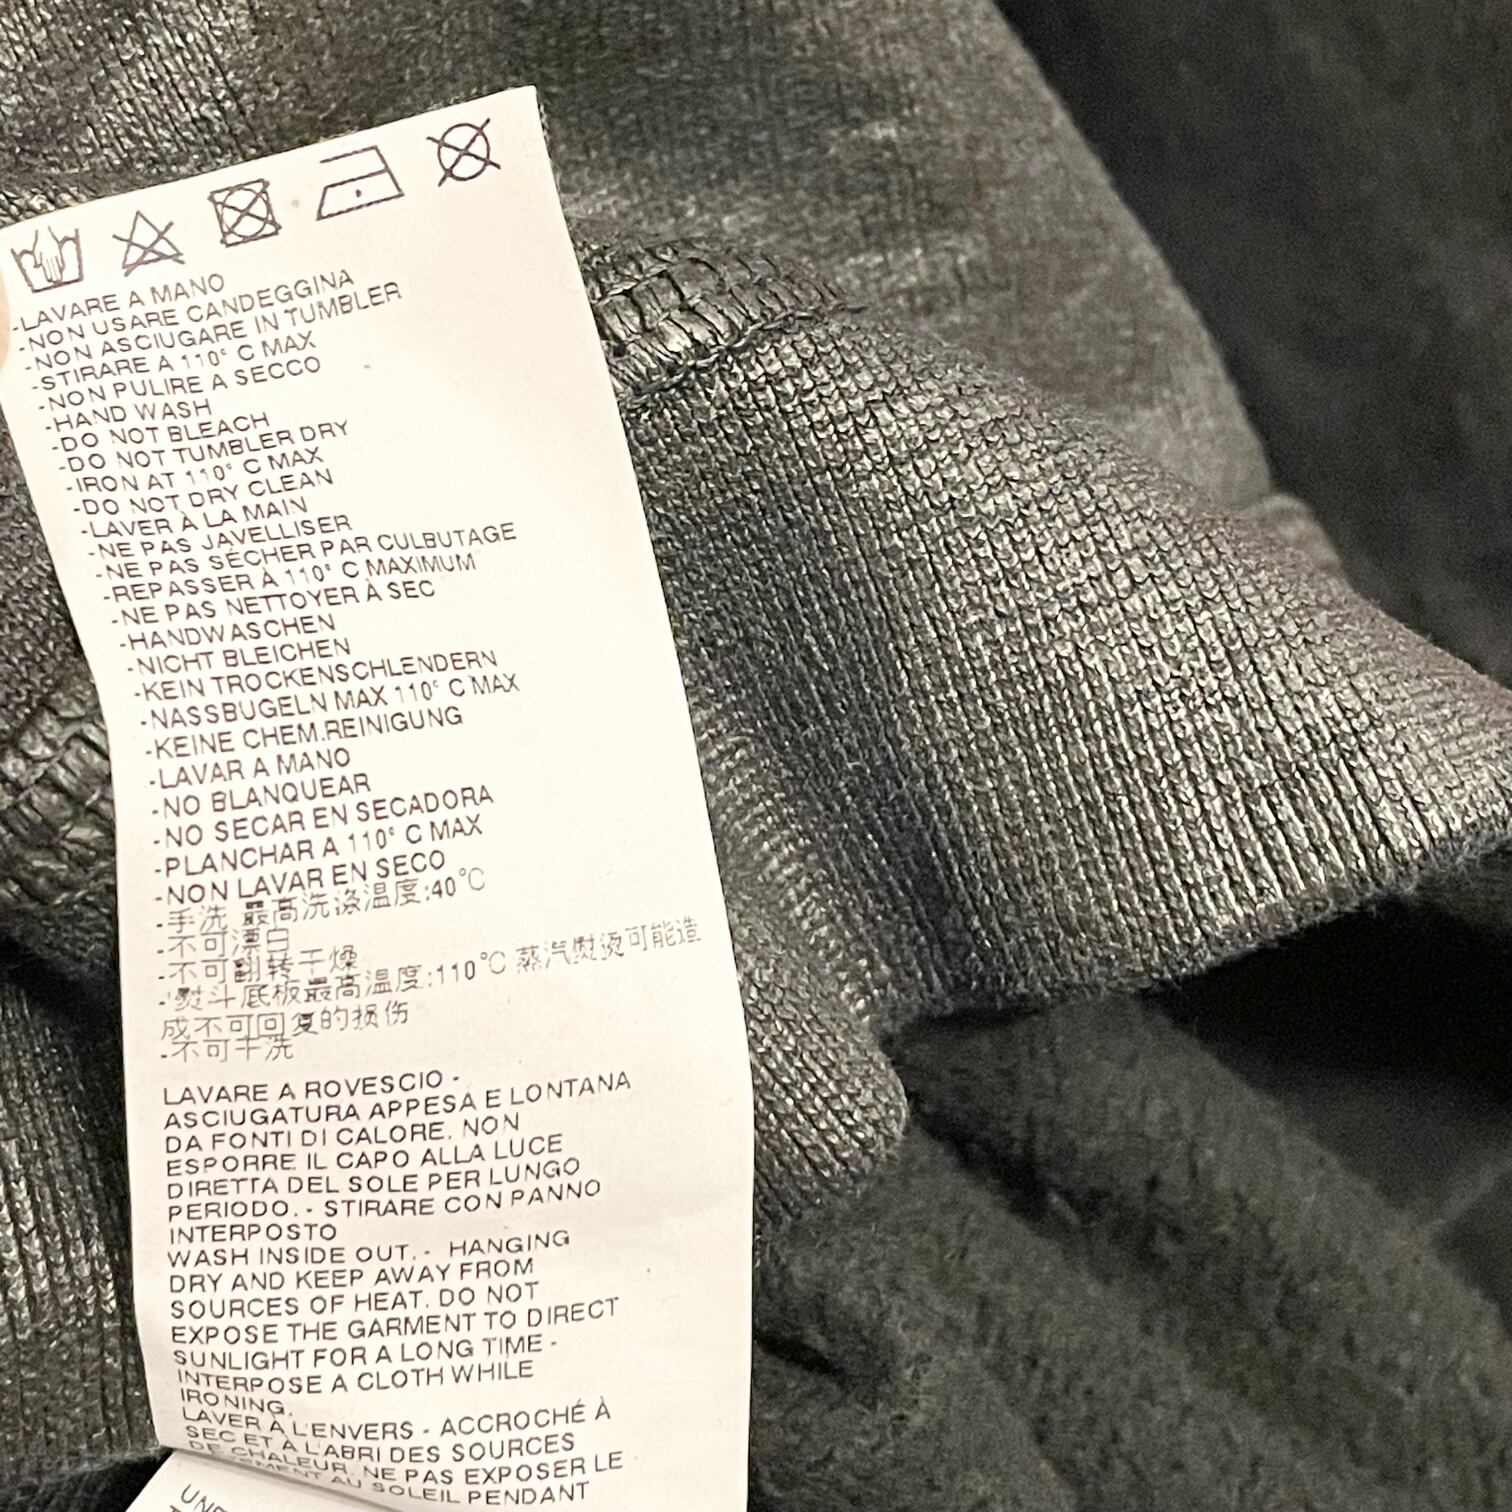 -LAVARE A MANO
-NON USARE CANDEGGINA
-NON ASCIUGARE IN TUMBLER
-STIRARE A 110° C MAX
-NON PULIRE A SECCO
-HAND WASH
-DO NOT BLEACH
-DO NOT TUMBLER DRY
-IRON AT 110° C MAX
-DO NOT DRY CLEAN
-LAVER À LA MAIN
-NE PAS JAVELLISER
-NE PAS SÉCHER PAR CULBUTAGE
-REPASSER À 110° C MAXIMUM
-NE PAS NETTOYER À SEC
-HANDWASCHEN
-NICHT BLEICHEN
-KEIN TROCKENSCHLENDERN
-NASSBUGELN MAX 110° C MAX
-KEINE CHEM.REINIGUNG
-LAVAR A MANO
-NO BLANQUEAR
-NO SECAR EN SECADORA
-PLANCHAR A 110° C MAX
-NON LAVAR EN SECO
-手洗 最高洗涤温度:40°C
-不可漂白
-不可翻转干燥
-熨斗底板最高温度:110°C 蒸汽熨烫可能造
成不可回复的损伤
-不可干洗
LAVARE A ROVESCIO -
ASCIUGATURA APPESA E LONTANA
DA FONTI DI CALORE. NON
ESPORRE IL CAPO ALLA LUCE
DIRETTA DEL SOLE PER LUNGO
PERIODO. - STIRARE CON PANNO
INTERPOSTO
WASH INSIDE OUT. - HANGING
DRY AND KEEP AWAY FROM
SOURCES OF HEAT. DO NOT
EXPOSE THE GARMENT TO DIRECT
SUNLIGHT FOR A LONG TIME -
INTERPOSE A CLOTH WHILE
IRONING.
LAVER À L'ENVERS - ACCROCHÉ À
SEC ET À L'ABRI DES SOURCES
DE CHALEUR. NE PAS EXPOSER LE
AU SOLEIL PENDANT